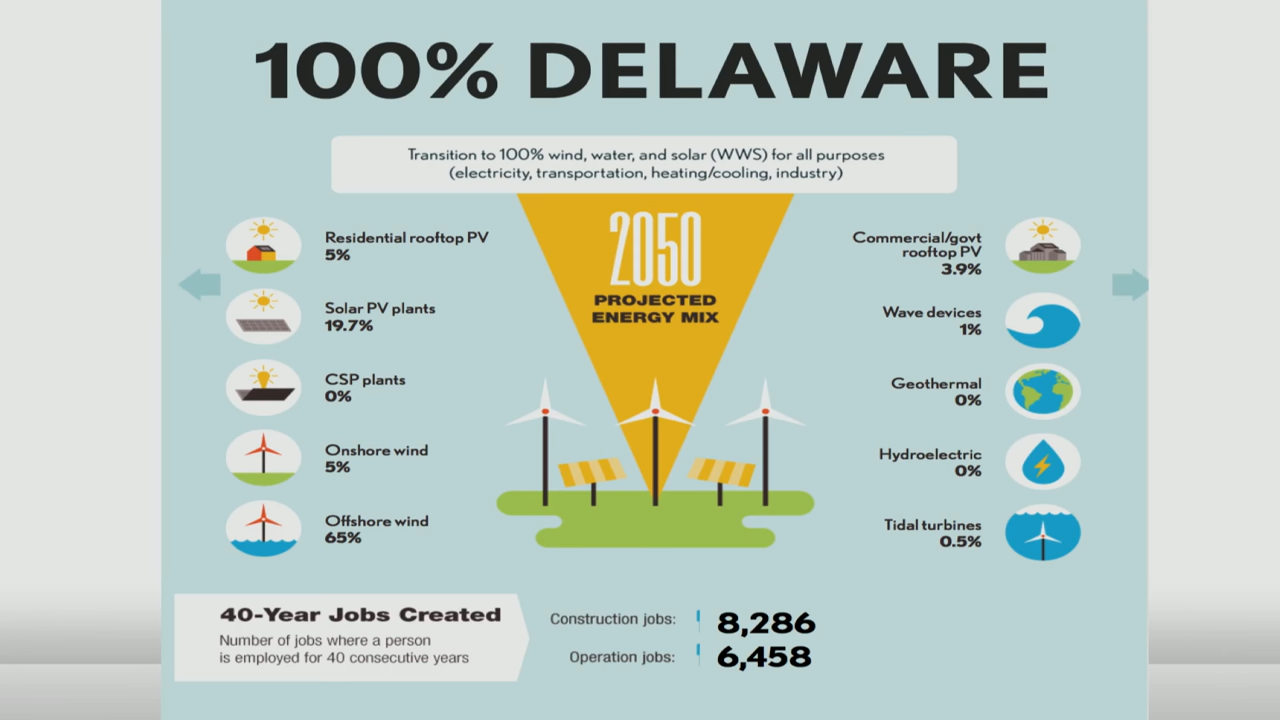 100% DELAWARE
Transition to 100% wind, water, and solar (WWS) for all purposes
(electricity, transportation, heating/cooling, industry)
2050
PROJECTED
ENERGY MIX
Residential rooftop PV
5%
Solar PV plants
19.7%
CSP plants
0%
Onshore wind
5%
Offshore wind
65%
Commercial/govt
rooftop PV
3.9%
Wave devices
1%
Geothermal
0%
Hydroelectric
0%
Tidal turbines
0.5%
40-Year Jobs Created
Number of jobs where a person
is employed for 40 consecutive years
Construction jobs: 8,286
Operation jobs: 6,458